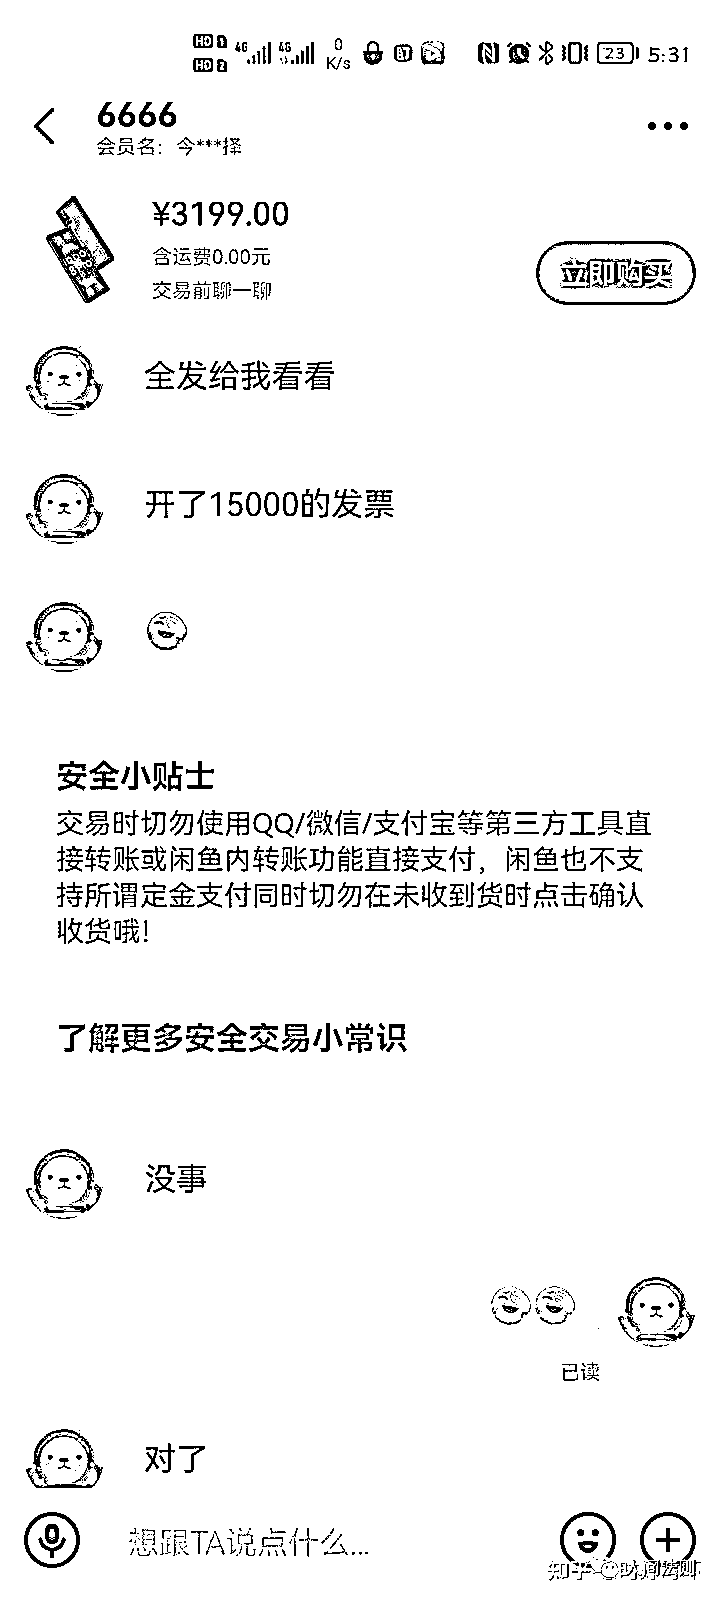 HD 1 4G 4G 0 23 5:31
HD 2 K/s
6666
会员名：今***择
¥3199.00
含运费0.00元
交易前聊一聊
立即购买
全发给我看看
开了15000的发票
安全小贴士
交易时切勿使用QQ/微信/支付宝等第三方工具直
接转账或闲鱼内转账功能直接支付，闲鱼也不支
持所谓定金支付同时切勿在未收到货时点击确认
收货哦!
了解更多安全交易小常识
没事
已读
对了
想跟TA说点什么...
知乎